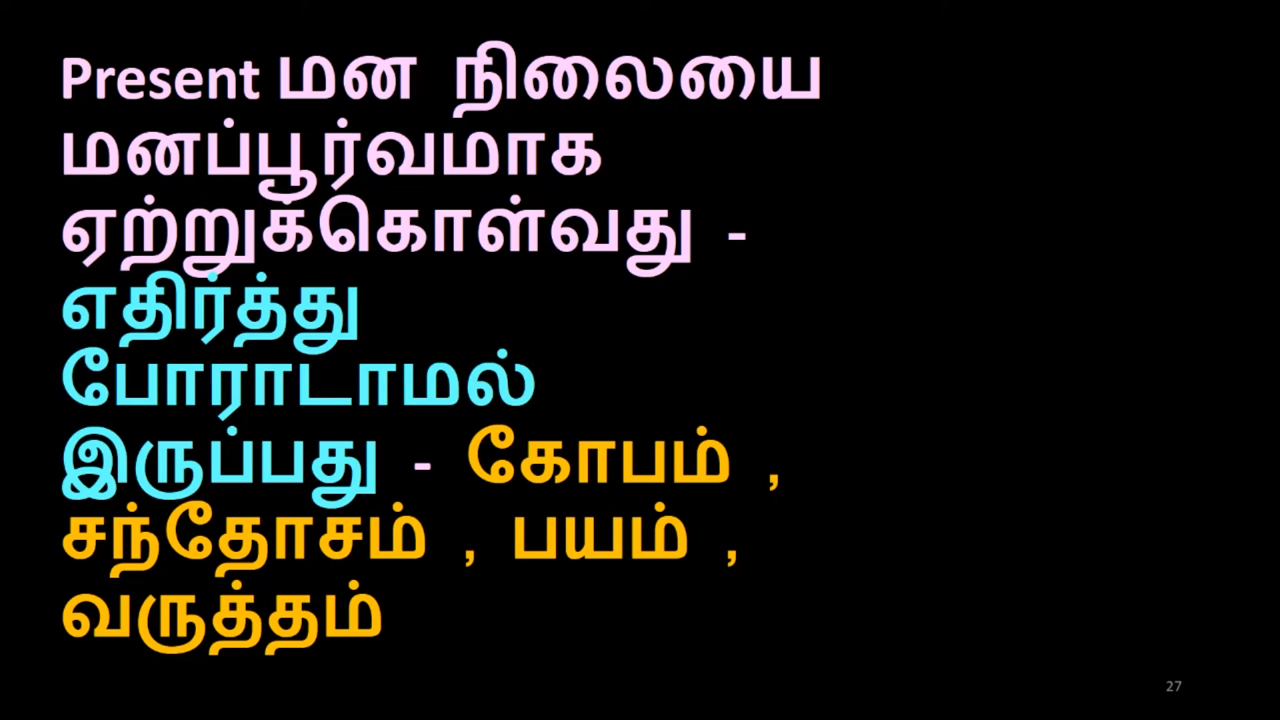 Present மன நிலையை
மனப்பூர்வமாக
ஏற்றுக்கொள்வது -
எதிர்த்து
போராடாமல்
இருப்பது - கோபம் ,
சந்தோசம் , பயம் ,
வருத்தம்
27